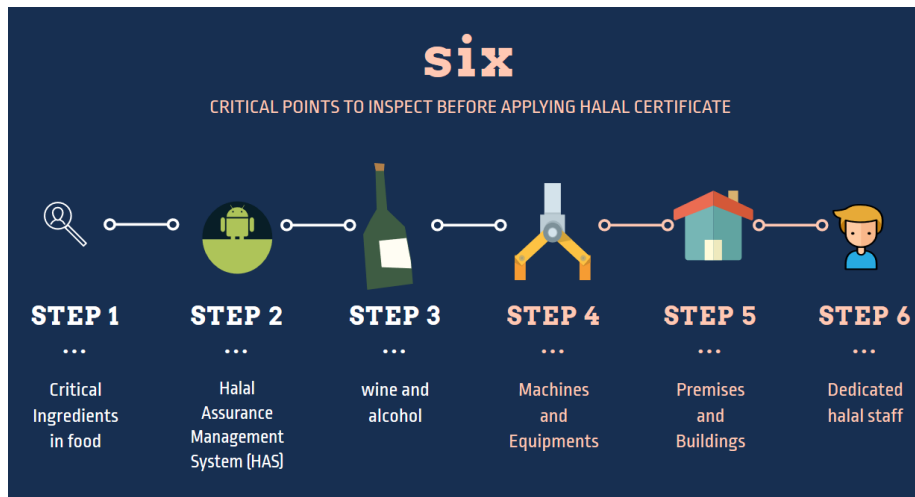 six
CRITICAL POINTS TO INSPECT BEFORE APPLYING HALAL CERTIFICATE
STEP 1
...
Critical
Ingredients
in food
STEP 2
...
Halal
Assurance
Management
System (HAS)
STEP 3
...
wine and
alcohol
STEP 4
...
Machines
and
Equipments
STEP 5
...
Premises
and
Buildings
STEP 6
...
Dedicated
halal staff